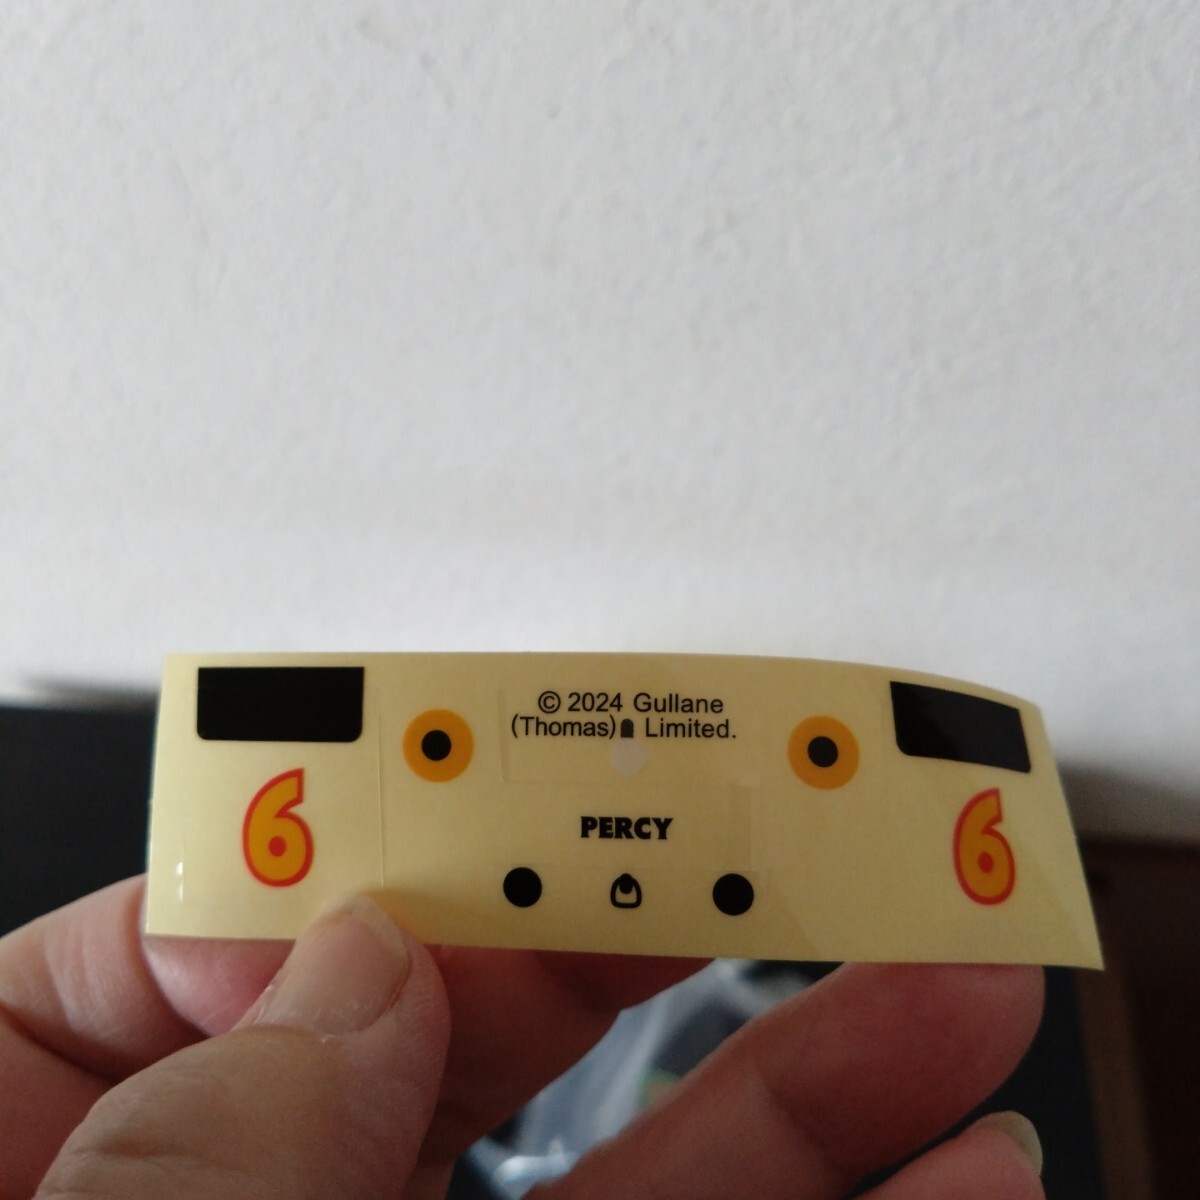 © 2024 Gullane
(Thomas) Limited.
6
PERCY
6